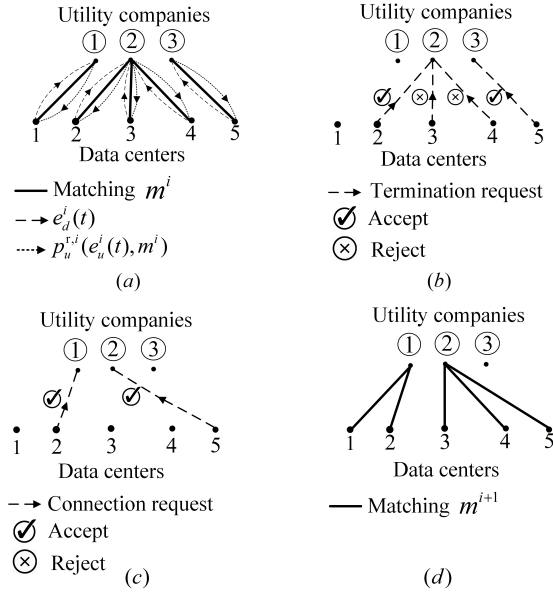 Utility companies
1 2 3
1 2 3 4 5
Data centers
Matching m^i
e_d^i(t)
p_u^{r,i}(e_u^i(t), m^i)
(a)
Utility companies
1 2 3
1 2 3 4 5
Data centers
Termination request
Accept
Reject
(b)
Utility companies
1 2 3
1 2 3 4 5
Data centers
Connection request
Accept
Reject
(c)
Utility companies
1 2 3
1 2 3 4 5
Data centers
Matching m^{i+1}
(d)